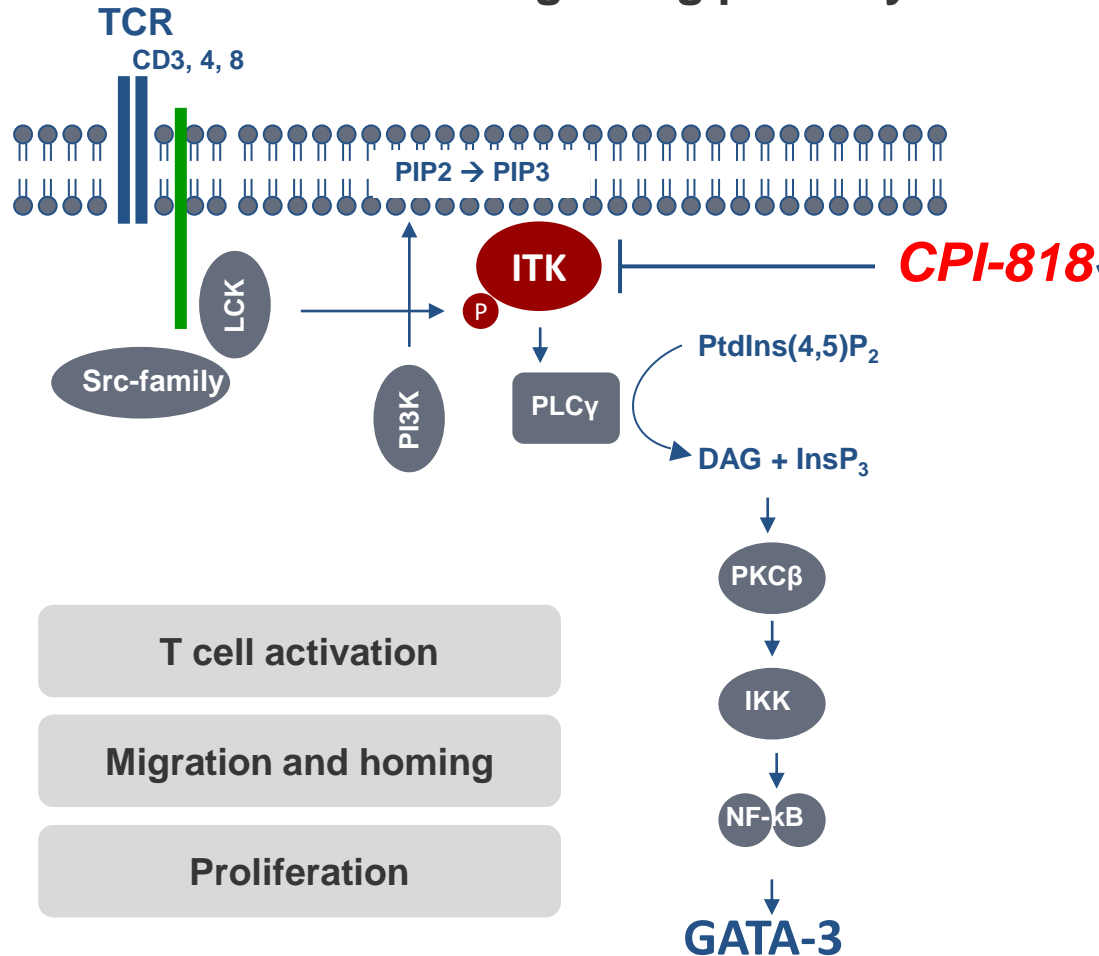 TCR
CD3, 4, 8
PIP2 → PIP3
ITK
P
CPI-818
LCK
Src-family
PI3K
PLCγ
PtdIns(4,5)P₂
DAG + InsP₃
PKCβ
IKK
NF-κB
GATA-3
T cell activation
Migration and homing
Proliferation